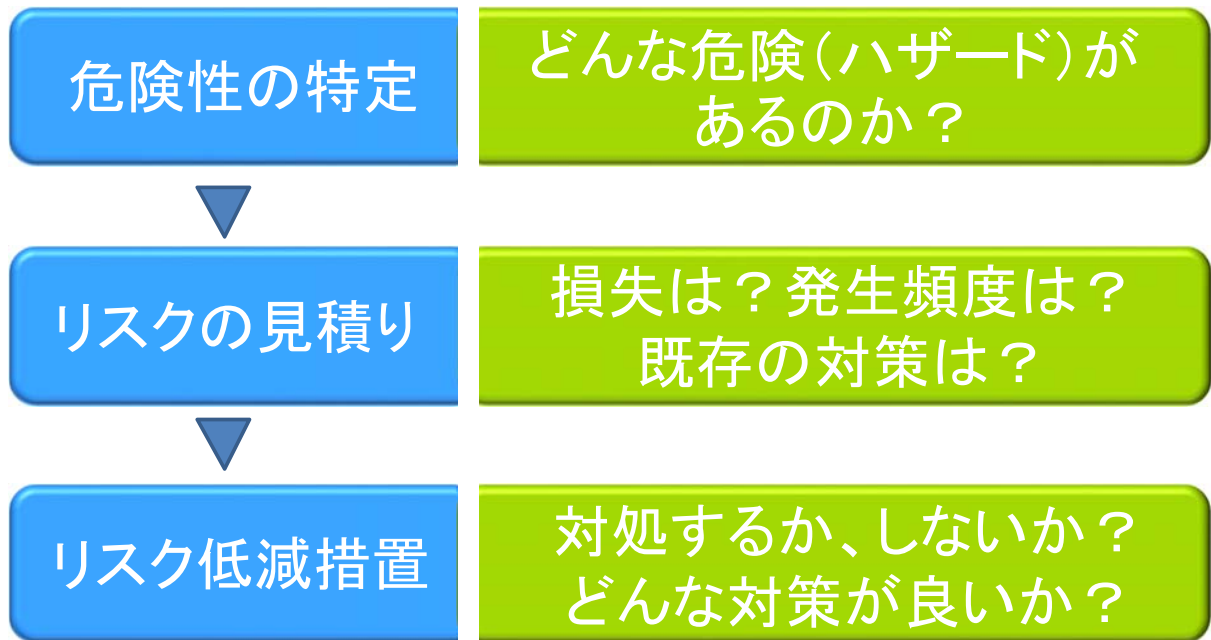 危険性の特定
どんな危険（ハザード）が
あるのか？
リスクの見積り
損失は？発生頻度は？
既存の対策は？
リスク低減措置
対処するか、しないか？
どんな対策が良いか？